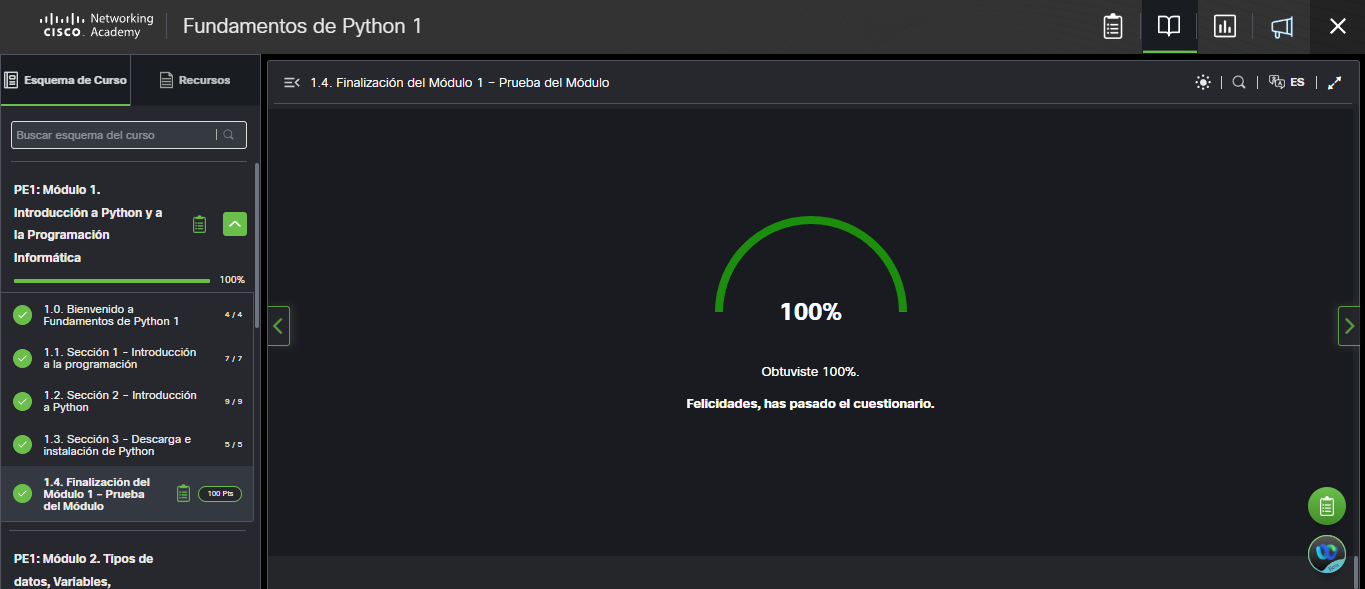 Networking
CISCO Academy
Fundamentos de Python 1
Esquema de Curso
Recursos
1.4. Finalización del Módulo 1 – Prueba del Módulo
ES
Buscar esquema del curso
PE1: Módulo 1.
Introducción a Python y a
la Programación
Informática
100%
1.0. Bienvenido a
Fundamentos de Python 1
4 / 4
1.1. Sección 1 – Introducción
a la programación
7 / 7
1.2. Sección 2 – Introducción
a Python
9 / 9
1.3. Sección 3 – Descarga e
instalación de Python
5 / 5
1.4. Finalización del
Módulo 1 – Prueba
del Módulo
100 Pts
PE1: Módulo 2. Tipos de
datos, Variables,
100%
Obtuviste 100%.
Felicidades, has pasado el cuestionario.